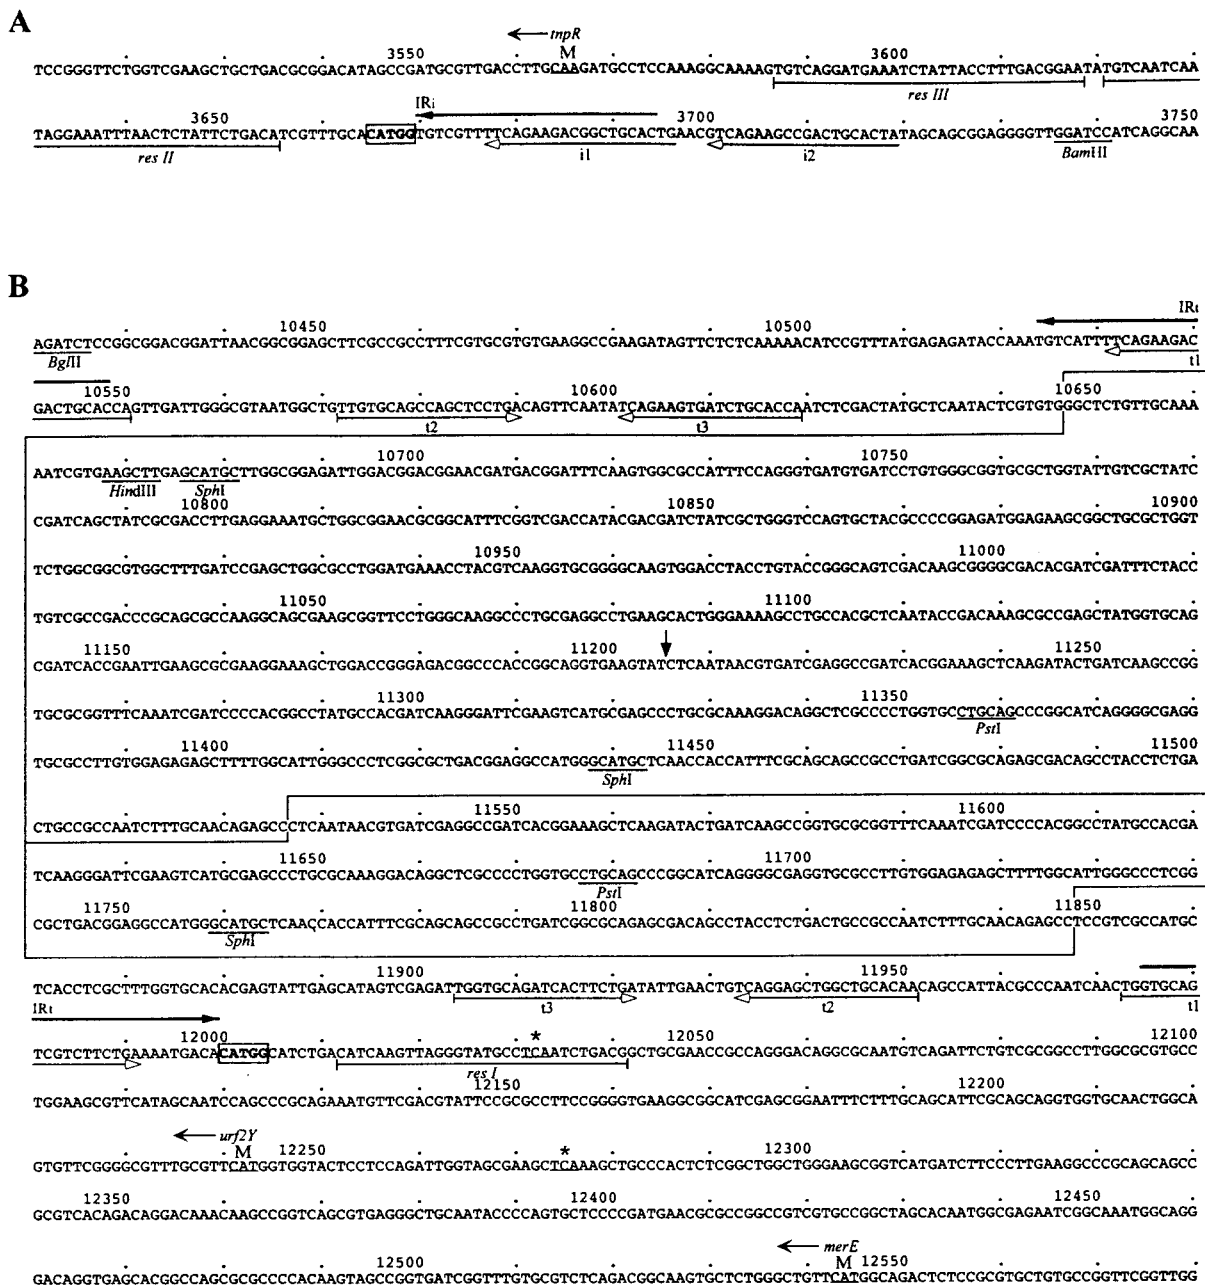 A
tnpR
3550 M 3600
TCCGGGTTCTGGTCGAAGCTGCTGACGCGGACATAGCCGATGCGTTGACCTTGCAAGATGCCTCCAAAGGCAAAAGTGTCAGGATGAAATCTATTACCTTTGACGGAATATGTCAATCAA
res III
3650 IRi 3700 3750
TAGGAAATTTAACTCTATTCTGACATCGTTTGCACATGGTGTCGTTTTCAGAAGACGGCTGCACTGAACGTCAGAAGCCGACTGCACTATAGCAGCGGAGGGGTTGGATCCATCAGGCAA
res II i1 i2 BamHI
B
10450 10500 IRt
AGATCTCCGGCGGACGGATTAACGGCGGAGCTTCGCCGCCTTTCGTGCGTGTGAAGGCCGAAGATAGTTCTCTCAAAAACATCCGTTTATGAGAGATACCAAATGTCATTTTCAGAAGAC
BglII t1
10550 10600 10650
GACTGCACCAGTTGATTGGGCGTAATGGCTGTTGTGCAGCCAGCTCCTGACAGTTCAATATCAGAAGTGATCTGCACCAATCTCGACTATGCTCAATACTCGTGTGGGCTCTGTTGCAAA
t2 t3
10700 10750
AATCGTGAAGCTTGAGCATGCTTGGCGGAGATTGGACGGACGGAACGATGACGGATTTCAAGTGGCGCCATTTCCAGGGTGATGTGATCCTGTGGGCGGTGCGCTGGTATTGTCGCTATC
HindIII SphI
10800 10850 10900
CGATCAGCTATCGCGACCTTGAGGAAATGCTGGCGGAACGCGGCATTTCGGTCGACCATACGACGATCTATCGCTGGGTCCAGTGCTACGCCCCGGAGATGGAGAAGCGGCTGCGCTGGT
10950 11000
TCTGGCGGCGTGGCTTTGATCCGAGCTGGCGCCTGGATGAAACCTACGTCAAGGTGCGGGGCAAGTGGACCTACCTGTACCGGGCAGTCGACAAGCGGGGCGACACGATCGATTTCTACC
11050 11100
TGTCGCCGACCCGCAGCGCCAAGGCAGCGAAGCGGTTCCTGGGCAAGGCCCTGCGAGGCCTGAAGCACTGGGAAAAGCCTGCCACGCTCAATACCGACAAAGCGCCGAGCTATGGTGCAG
11150 11200 11250
CGATCACCGAATTGAAGCGCGAAGGAAAGCTGGACCGGGAGACGGCCCACCGGCAGGTGAAGTATCTCAATAACGTGATCGAGGCCGATCACGGAAAGCTCAAGATACTGATCAAGCCGG
11300 11350
TGCGCGGTTTCAAATCGATCCCCACGGCCTATGCCACGATCAAGGGATTCGAAGTCATGCGAGCCCTGCGCAAAGGACAGGCTCGCCCCTGGTGCCTGCAGCCCGGCATCAGGGGCGAGG
PstI
11400 11450 11500
TGCGCCTTGTGGAGAGAGCTTTTGGCATTGGGCCCTCGGCGCTGACGGAGGCCATGGGCATGCTCAACCACCATTTCGCAGCAGCCGCCTGATCGGCGCAGAGCGACAGCCTACCTCTGA
SphI
11550 11600
CTGCCGCCAATCTTTGCAACAGAGCCCTCAATAACGTGATCGAGGCCGATCACGGAAAGCTCAAGATACTGATCAAGCCGGTGCGCGGTTTCAAATCGATCCCCACGGCCTATGCCACGA
11650 11700
TCAAGGGATTCGAAGTCATGCGAGCCCTGCGCAAAGGACAGGCTCGCCCCTGGTGCCTGCAGCCCGGCATCAGGGGCGAGGTGCGCCTTGTGGAGAGAGCTTTTGGCATTGGGCCCTCGG
PstI
11750 11800 11850
CGCTGACGGAGGCCATGGGCATGCTCAACCACCATTTCGCAGCAGCCGCCTGATCGGCGCAGAGCGACAGCCTACCTCTGACTGCCGCCAATCTTTGCAACAGAGCCTCCGTCGCCATGC
SphI
11900 11950
TCACCTCGCTTTGGTGCACACGAGTATTGAGCATAGTCGAGATTGGTGCAGATCACTTCTGATATTGAACTGTCAGGAGCTGGCTGCACAACAGCCATTACGCCCAATCAACTGGTGCAG
IRt t3 t2 t1
12000 * 12050 12100
TCGTCTTCTGAAAATGACACATGGCATCTGACATCAAGTTAGGGTATGCCTCAATCTGACGGCTGCGAACCGCCAGGGACAGGCGCAATGTCAGATTCTGTCGCGGCCTTGGCGCGTGCC
res I
12150 12200
TGGAAGCGTTCATAGCAATCCAGCCCGCAGAAATGTTCGACGTATTCCGCGCCTTCCGGGGTGAAGGCGGCATCGAGCGGAATTTCTTTGCAGCATTCGCAGCAGGTGGTGCAACTGGCA
urf2Y
M 12250 * 12300
GTGTTCGGGGCGTTTGCGTTCATGGTGGTACTCCTCCAGATTGGTAGCGAAGCTCAAAGCTGCCCACTCTCGGCTGGCTGGGAAGCGGTCATGATCTTCCCTTGAAGGCCCGCAGCAGCC
12350 12400 12450
GCGTCACAGACAGGACAAACAAGCCGGTCAGCGTGAGGGCTGCAATACCCCAGTGCTCCCCGATGAACGCGCCGGCCGTCGTGCCGGCTAGCACAATGGCGAGAATCGGCAAATGGCAGG
merE
12500 M 12550
GACAGGTGAGCACGGCCAGCGCGCCCCACAAGTAGCCGGTGATCGGTTTGTGCGTCTCGGCAAGTGCTCTGGGCTGTTCATGGCAGACTCTCCGCGTGCTGTGCCGGTTCGGTTGG